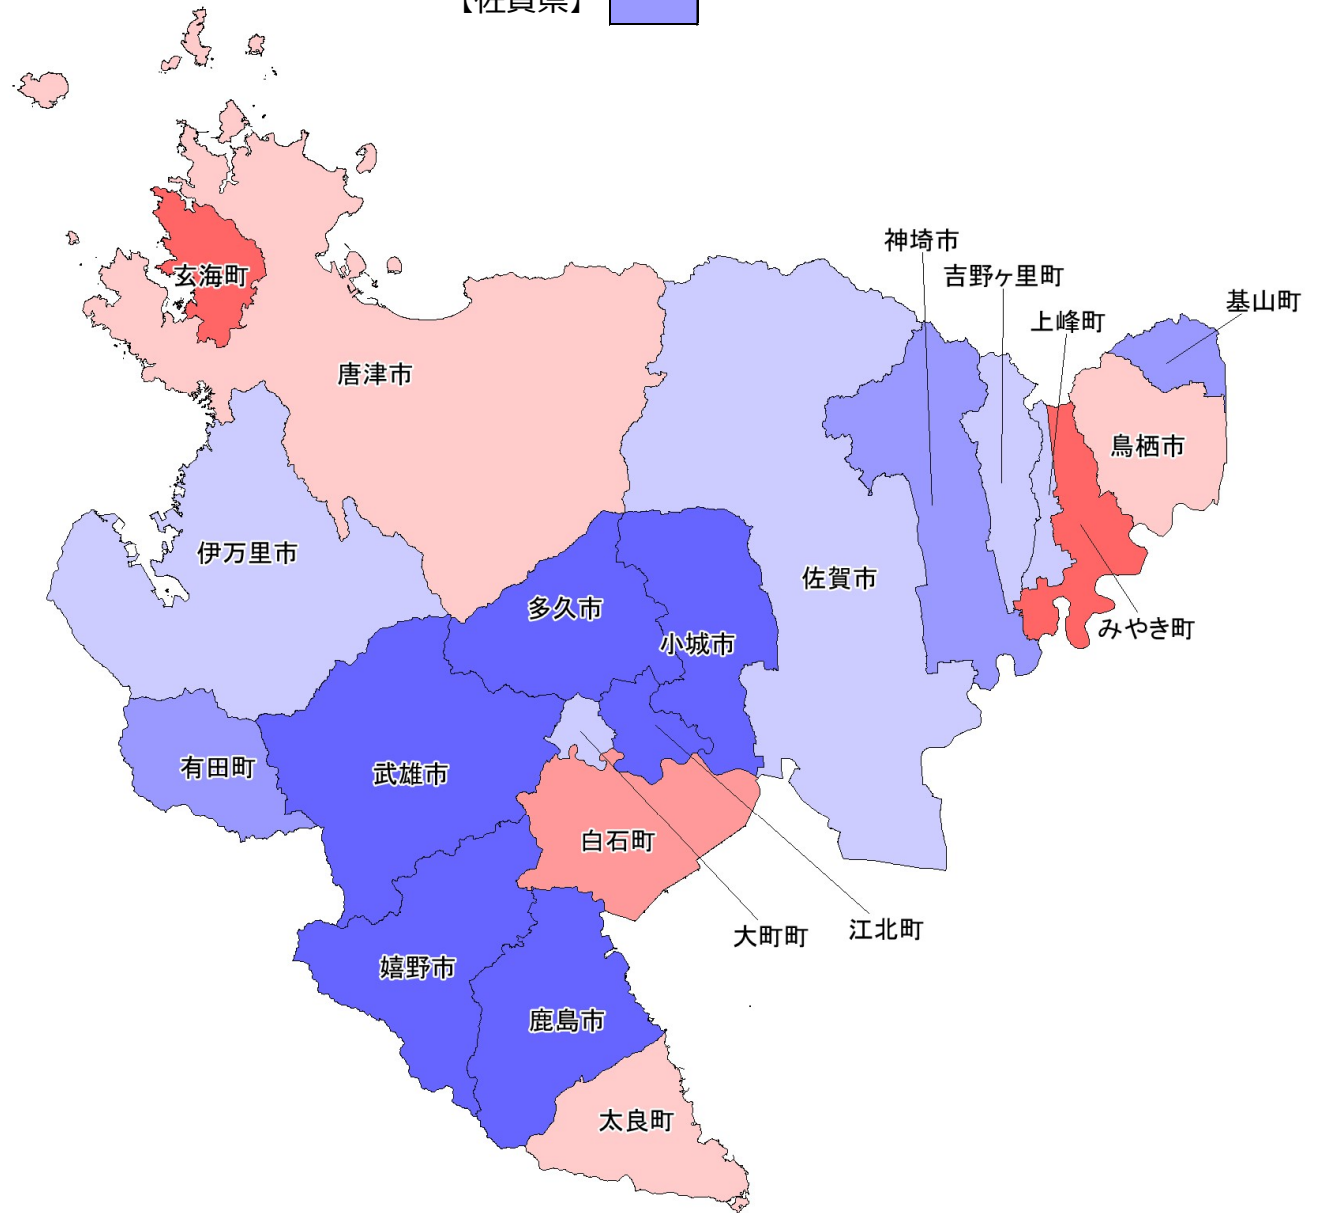 【佐賀県】
神埼市
吉野ヶ里町
基山町
上峰町
玄海町
唐津市
鳥栖市
伊万里市
佐賀市
多久市
みやき町
小城市
有田町
武雄市
白石町
大町町
江北町
嬉野市
鹿島市
太良町